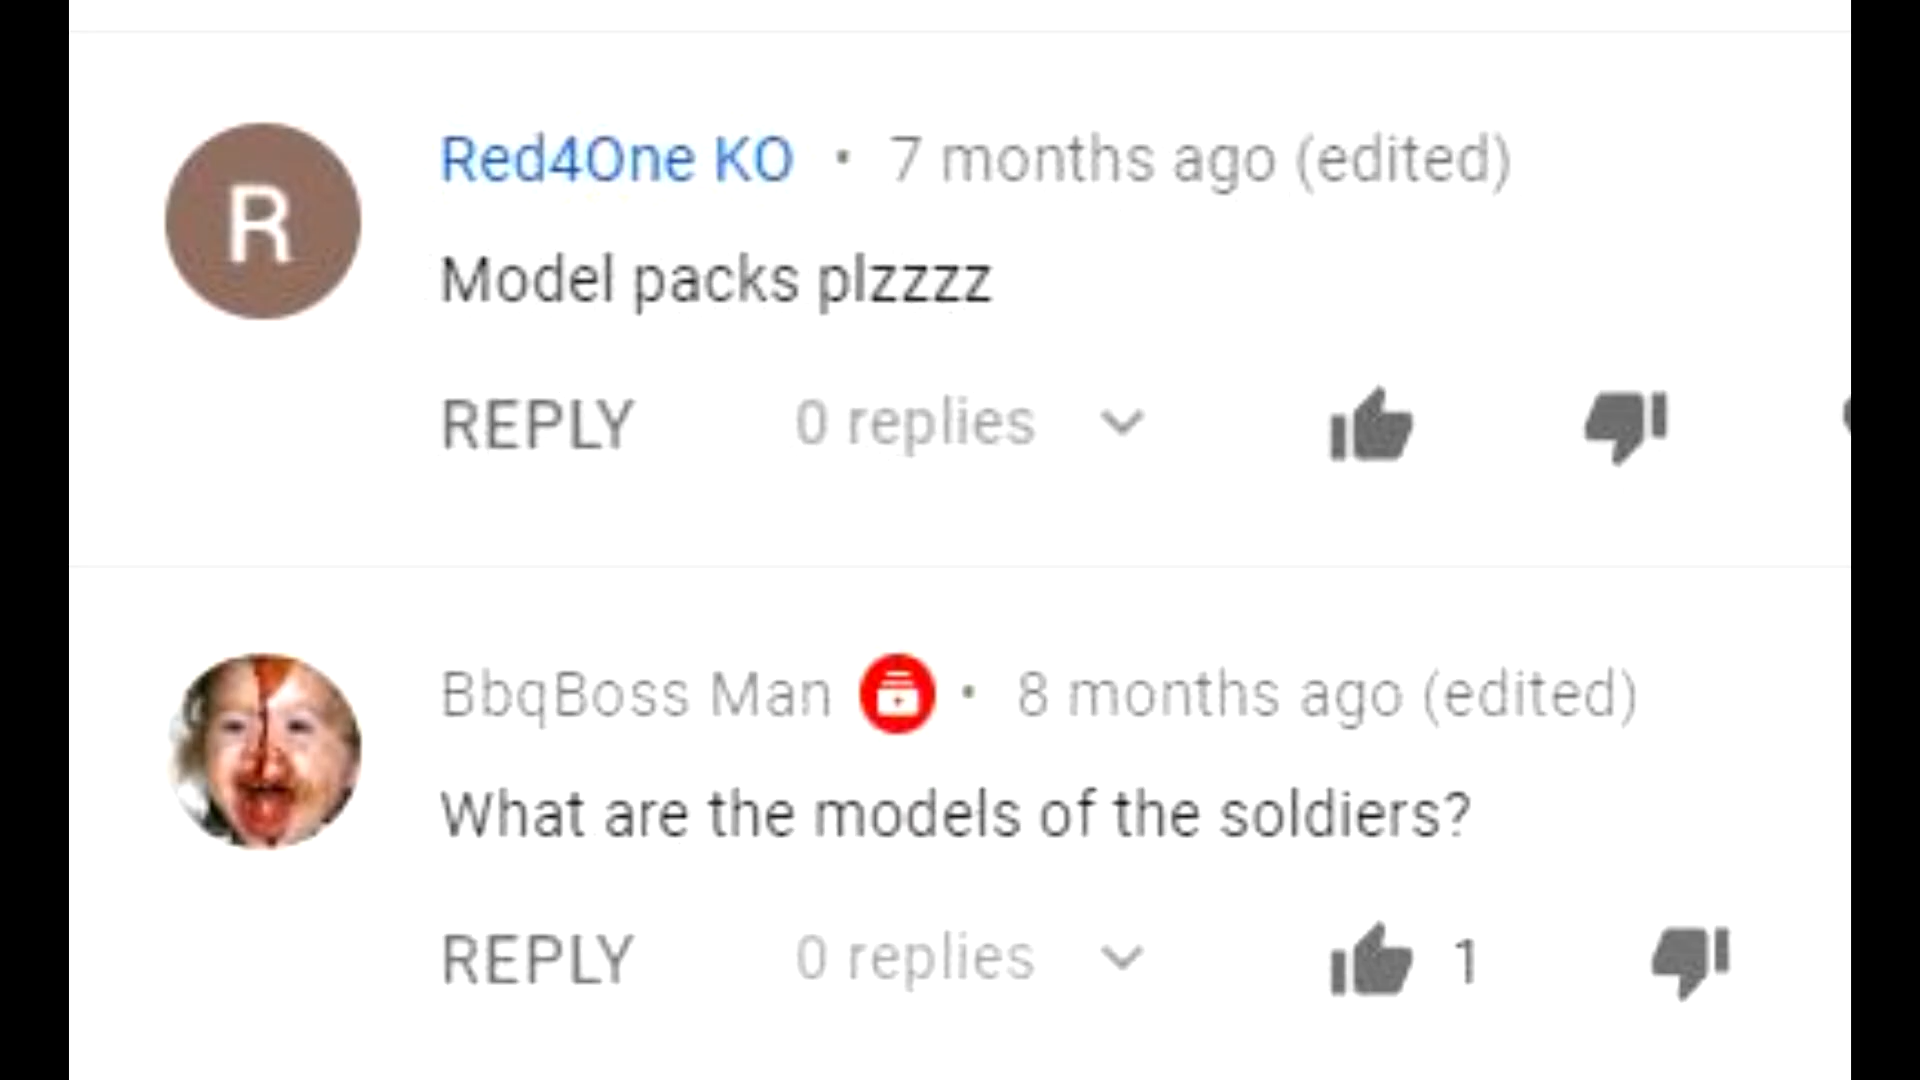 R
Red4One KO • 7 months ago (edited)
Model packs plzzzz
REPLY 0 replies
BbqBoss Man • 8 months ago (edited)
What are the models of the soldiers?
REPLY 0 replies 1